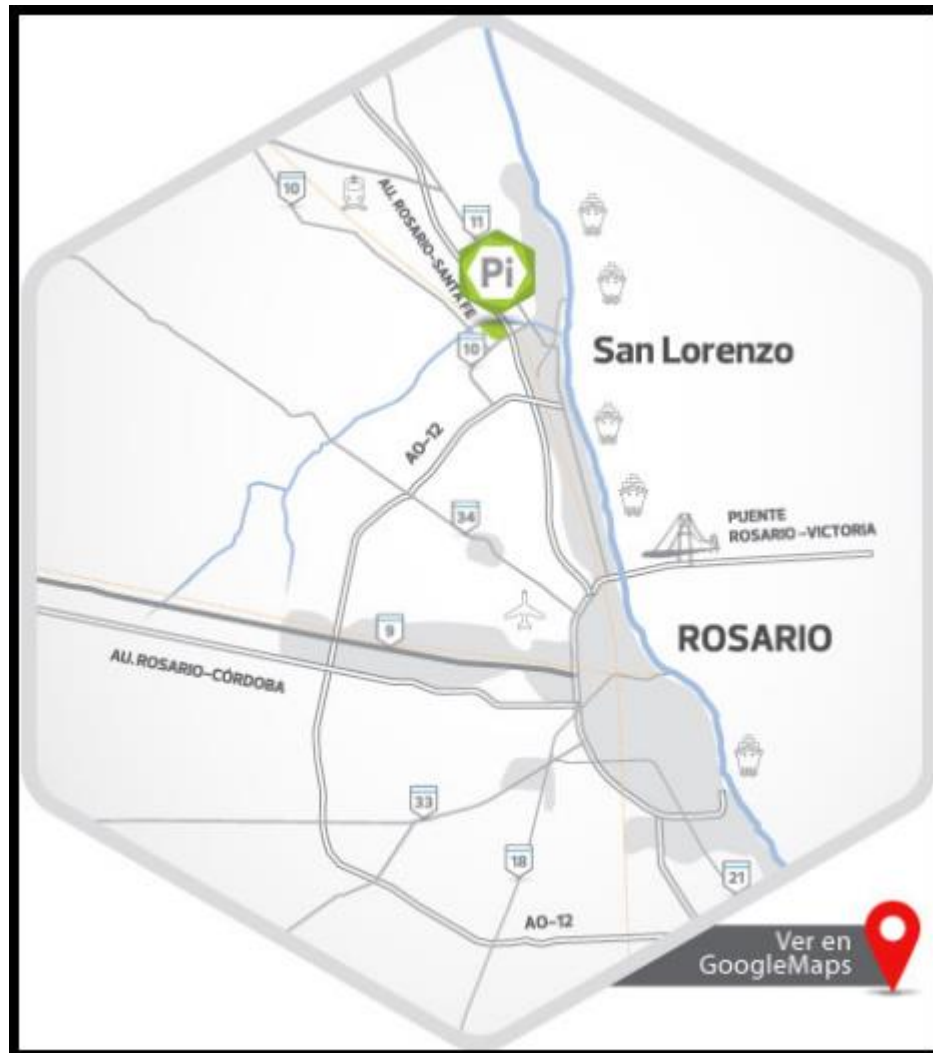 10
AU. ROSARIO-SANTA FE
11
Pi
10
San Lorenzo
AO-12
34
PUENTE
ROSARIO-VICTORIA
9
ROSARIO
AU. ROSARIO-CÓRDOBA
33
18
21
AO-12
Ver en
GoogleMaps